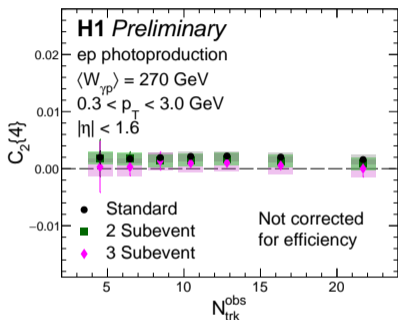 H1 Preliminary
ep photoproduction
⟨W_γp⟩ = 270 GeV
0.3 < p_T < 3.0 GeV
|η| < 1.6
C₂{4}
0.02
0.01
0.00
−0.01
Standard
2 Subevent
3 Subevent
Not corrected
for efficiency
5 10 15 20
N_trk^obs